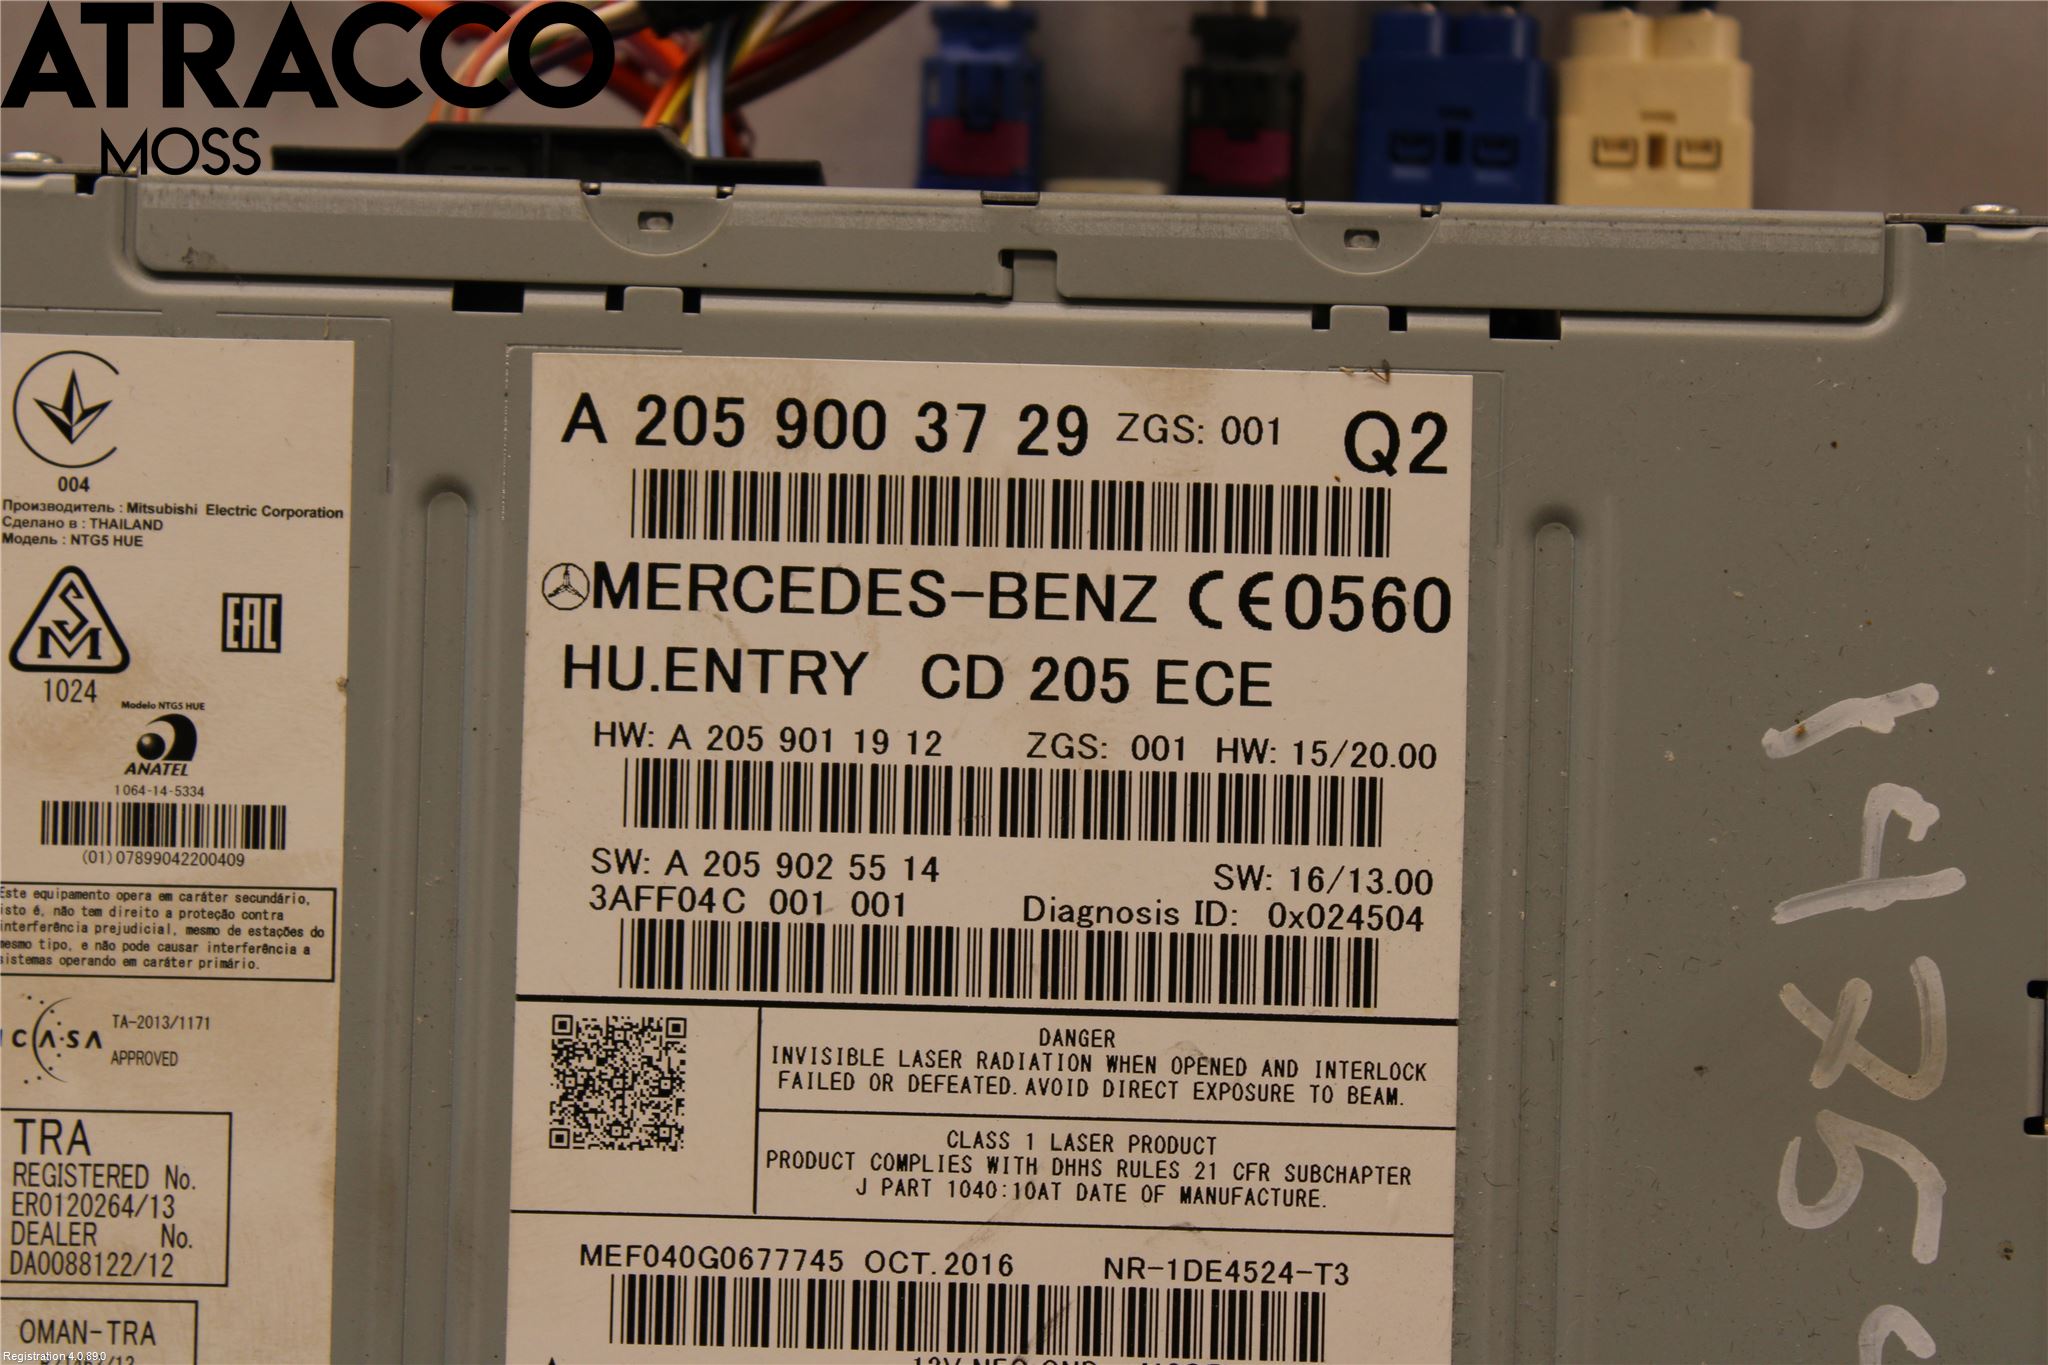 ATRACCO
MOSS
004
Производитель : Mitsubishi Electric Corporation
Сделано в : THAILAND
Модель : NTG5 HUE
SM
1024
EAC
Modelo NTG5 HUE
ANATEL
1064-14-5334
(01)07899042200409
Este equipamento opera em caráter secundário,
isto é, não tem direito a proteção contra
interferência prejudicial, mesmo de estações do
mesmo tipo, e não pode causar interferência a
sistemas operando em caráter primário.
ICASA
TA-2013/1171
APPROVED
TRA
REGISTERED No.
ER0120264/13
DEALER No.
DA0088122/12
OMAN-TRA
A 205 900 37 29 ZGS: 001 Q2
MERCEDES-BENZ CE0560
HU.ENTRY CD 205 ECE
HW: A 205 901 19 12 ZGS: 001 HW: 15/20.00
SW: A 205 902 55 14 SW: 16/13.00
3AFF04C 001 001 Diagnosis ID: 0x024504
DANGER
INVISIBLE LASER RADIATION WHEN OPENED AND INTERLOCK
FAILED OR DEFEATED.AVOID DIRECT EXPOSURE TO BEAM.
CLASS 1 LASER PRODUCT
PRODUCT COMPLIES WITH DHHS RULES 21 CFR SUBCHAPTER
J PART 1040:10AT DATE OF MANUFACTURE.
MEF040G0677745 OCT.2016 NR-1DE4524-T3
Registration 4.0.89.0